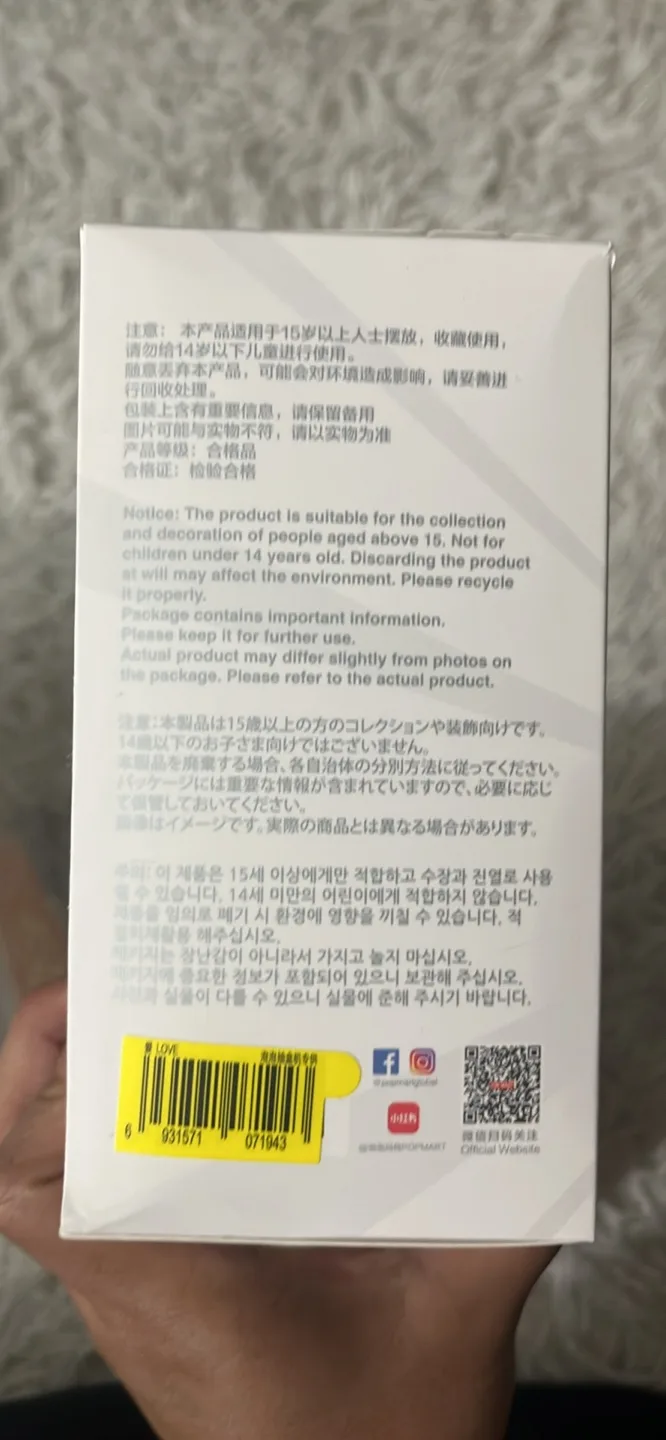 注意： 本产品适用于15岁以上人士摆放，收藏使用，
请勿给14岁以下儿童进行使用。
随意丢弃本产品，可能会对环境造成影响，请妥善进
行回收处理。
包装上含有重要信息，请保留备用
图片可能与实物不符，请以实物为准
产品等级：合格品
合格证：检验合格
Notice: The product is suitable for the collection
and decoration of people aged above 15. Not for
children under 14 years old. Discarding the product
at will may affect the environment. Please recycle
it properly.
Package contains important information.
Please keep it for further use.
Actual product may differ slightly from photos on
the package. Please refer to the actual product.
注意：本製品は15歳以上の方のコレクションや装飾向けです。
14歳以下のお子さま向けではございません。
本製品を廃棄する場合、各自治体の分別方法に従ってください。
パッケージには重要な情報が含まれていますので、必要に応じ
て保管しておいてください。
画像はイメージです。実際の商品とは異なる場合があります。
주의: 이 제품은 15세 이상에게만 적합하고 수장과 진열로 사용
할 수 있습니다. 14세 미만의 어린이에게 적합하지 않습니다.
제품을 임의로 폐기 시 환경에 영향을 끼칠 수 있습니다. 적
해주십시오.
패키지는 장난감이 아니라서 가지고 놀지 마십시오.
패키지에 중요한 정보가 포함되어 있으니 보관해 주십시오.
사진과 실물이 다를 수 있으니 실물에 준해 주시기 바랍니다.
LOVE
6 931571 071943
@popmartglobal
小红书
POPMART
微信扫码关注
Official Website